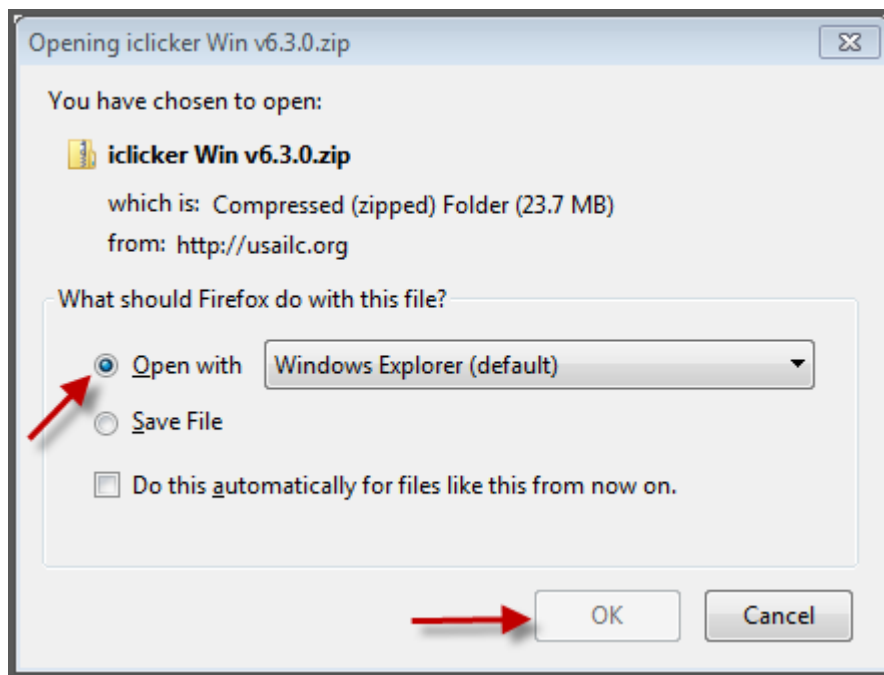 Opening iclicker Win v6.3.0.zip
You have chosen to open:
iclicker Win v6.3.0.zip
which is: Compressed (zipped) Folder (23.7 MB)
from: http://usailc.org
What should Firefox do with this file?
Open with Windows Explorer (default)
Save File
Do this automatically for files like this from now on.
OK Cancel